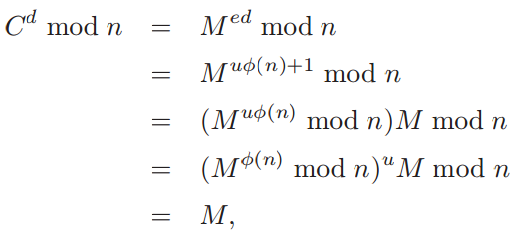 C^d mod n = M^{ed} mod n
= M^{uϕ(n)+1} mod n
= (M^{uϕ(n)} mod n)M mod n
= (M^{ϕ(n)} mod n)^u M mod n
= M,